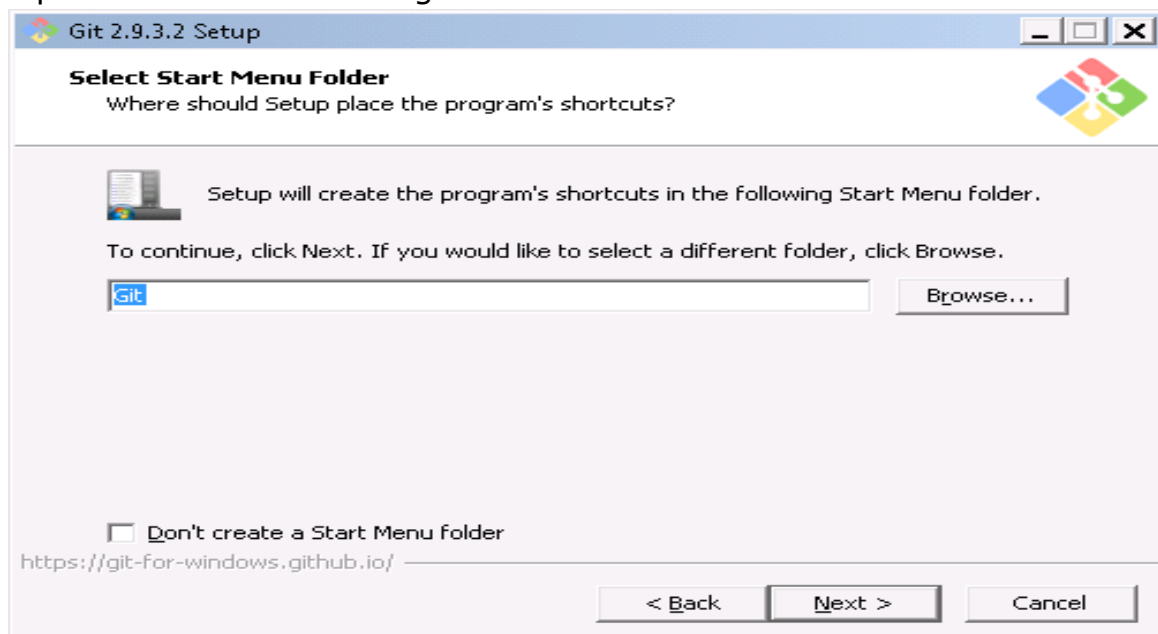 Git 2.9.3.2 Setup
Select Start Menu Folder
Where should Setup place the program's shortcuts?
Setup will create the program's shortcuts in the following Start Menu folder.
To continue, click Next. If you would like to select a different folder, click Browse.
Git
Browse...
Don't create a Start Menu folder
https://git-for-windows.github.io/
< Back
Next >
Cancel